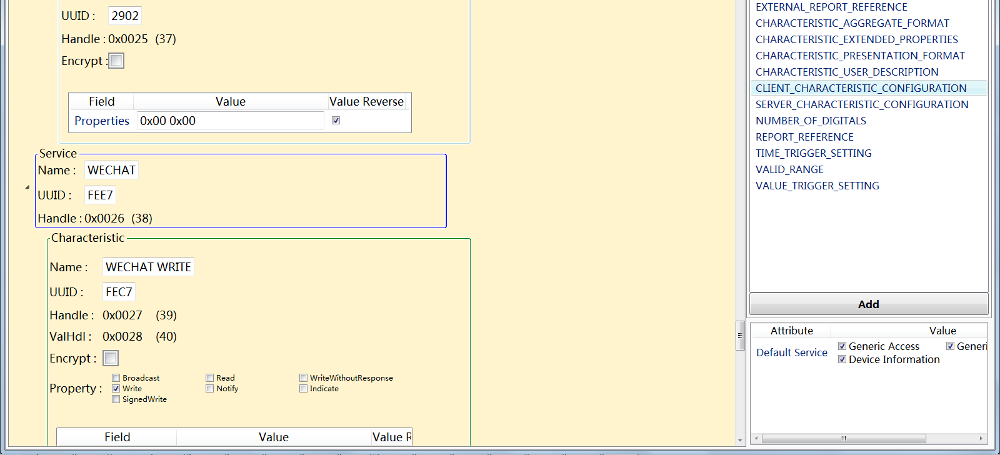 UUID : 2902
Handle : 0x0025 (37)
Encrypt :
Field Value Value Reverse
Properties 0x00 0x00
Service
Name : WECHAT
UUID : FEE7
Handle : 0x0026 (38)
Characteristic
Name : WECHAT WRITE
UUID : FEC7
Handle : 0x0027 (39)
ValHdl : 0x0028 (40)
Encrypt :
Property :
Broadcast Read WriteWithoutResponse
Write Notify Indicate
SignedWrite
Field Value Value R
EXTERNAL_REPORT_REFERENCE
CHARACTERISTIC_AGGREGATE_FORMAT
CHARACTERISTIC_EXTENDED_PROPERTIES
CHARACTERISTIC_PRESENTATION_FORMAT
CHARACTERISTIC_USER_DESCRIPTION
CLIENT_CHARACTERISTIC_CONFIGURATION
SERVER_CHARACTERISTIC_CONFIGURATION
NUMBER_OF_DIGITALS
REPORT_REFERENCE
TIME_TRIGGER_SETTING
VALID_RANGE
VALUE_TRIGGER_SETTING
Add
Attribute Value
Default Service
Generic Access Generi
Device Information